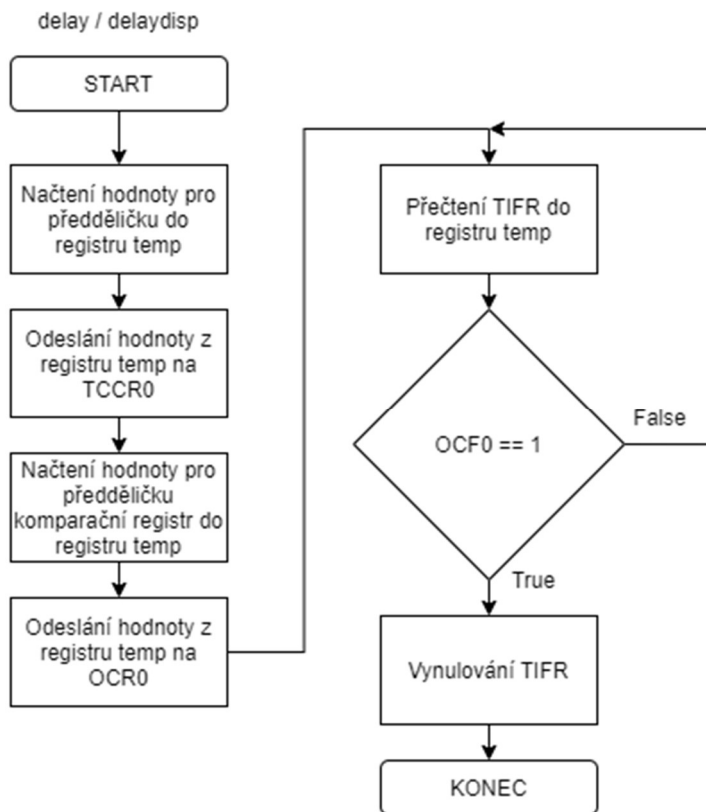 delay / delaydisp
START
Načtení hodnoty pro
předděličku do
registru temp
Odeslání hodnoty z
registru temp na
TCCR0
Načtení hodnoty pro
předděličku
komparační registr do
registru temp
Odeslání hodnoty z
registru temp na
OCR0
Přečtení TIFR do
registru temp
OCF0 == 1
False
True
Vynulování TIFR
KONEC